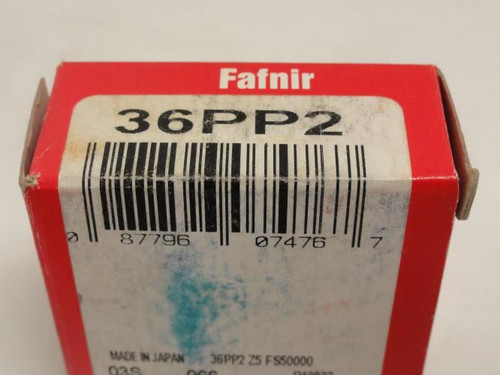 Fafnir
36PP2
0 87796 07476 7
MADE IN JAPAN 36PP2 Z5 FS50000